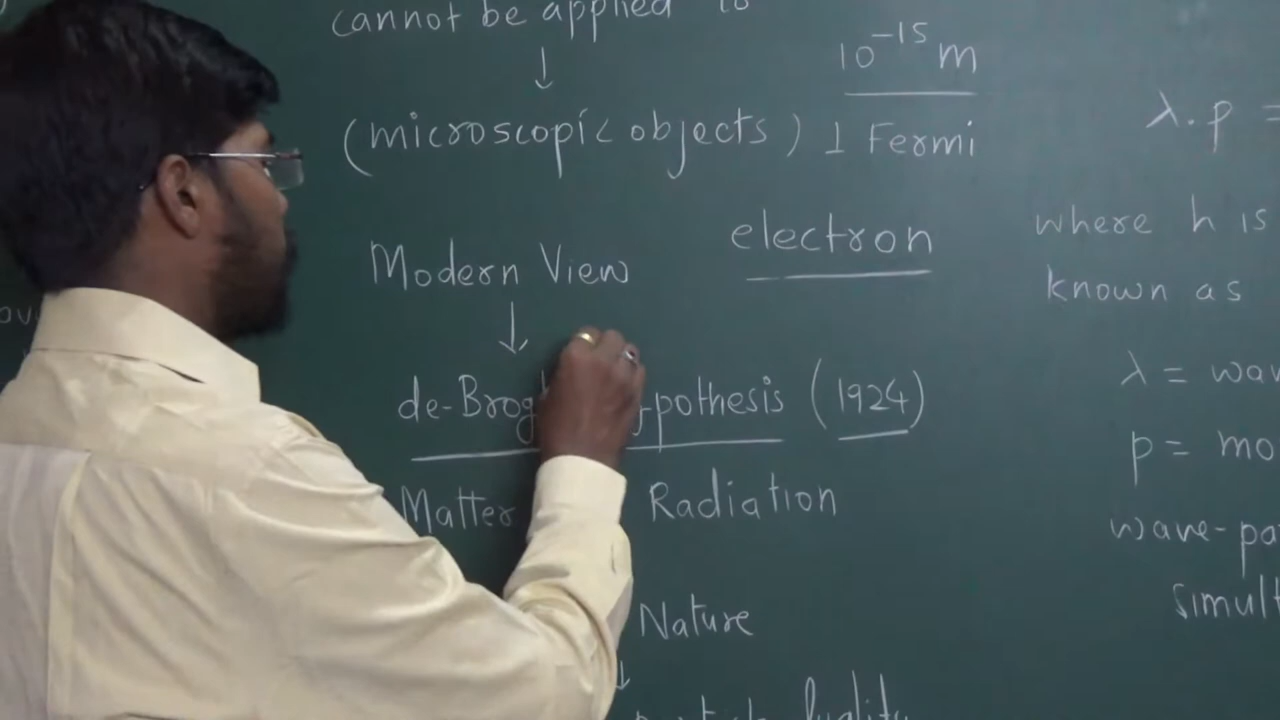 cannot be applied to
10⁻¹⁵ m
(microscopic objects) 1 Fermi
electron
Modern View
de-Brog pothesis (1924)
Matter Radiation
Nature
λ.p =
where h is
known as
λ = wav
p = mo
wave-pa
simult